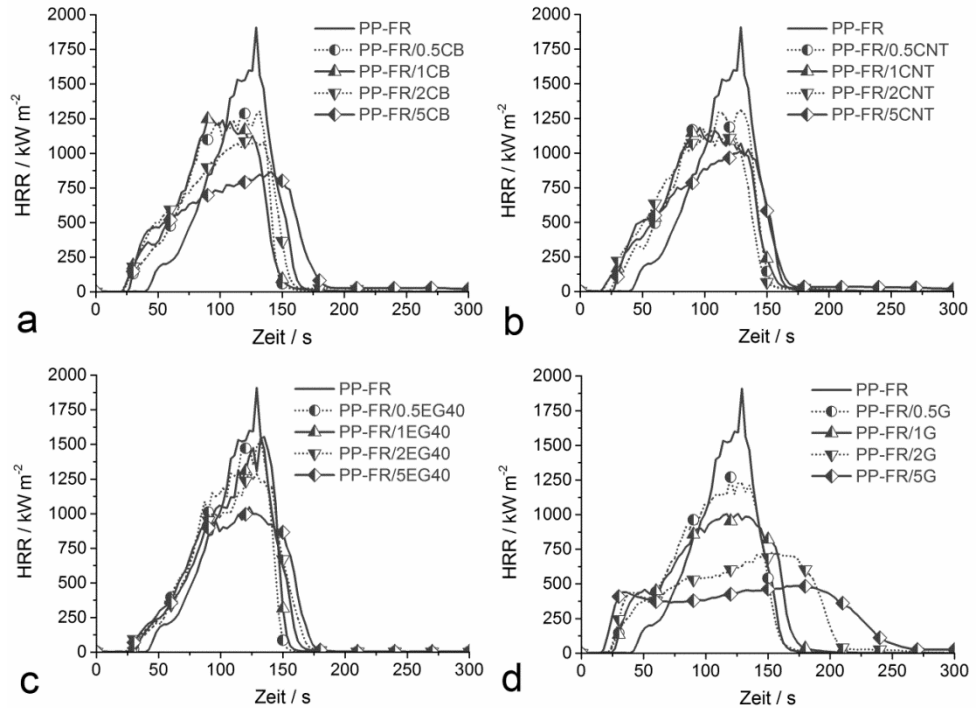 2000
1750
1500
1250
1000
750
500
250
0
HRR / kW m⁻²
PP-FR
PP-FR/0.5CB
PP-FR/1CB
PP-FR/2CB
PP-FR/5CB
0 50 100 150 200 250 300
Zeit / s
a
2000
1750
1500
1250
1000
750
500
250
0
HRR / kW m⁻²
PP-FR
PP-FR/0.5CNT
PP-FR/1CNT
PP-FR/2CNT
PP-FR/5CNT
0 50 100 150 200 250 300
Zeit / s
b
2000
1750
1500
1250
1000
750
500
250
0
HRR / kW m⁻²
PP-FR
PP-FR/0.5EG40
PP-FR/1EG40
PP-FR/2EG40
PP-FR/5EG40
0 50 100 150 200 250 300
Zeit / s
c
2000
1750
1500
1250
1000
750
500
250
0
HRR / kW m⁻²
PP-FR
PP-FR/0.5G
PP-FR/1G
PP-FR/2G
PP-FR/5G
0 50 100 150 200 250 300
Zeit / s
d